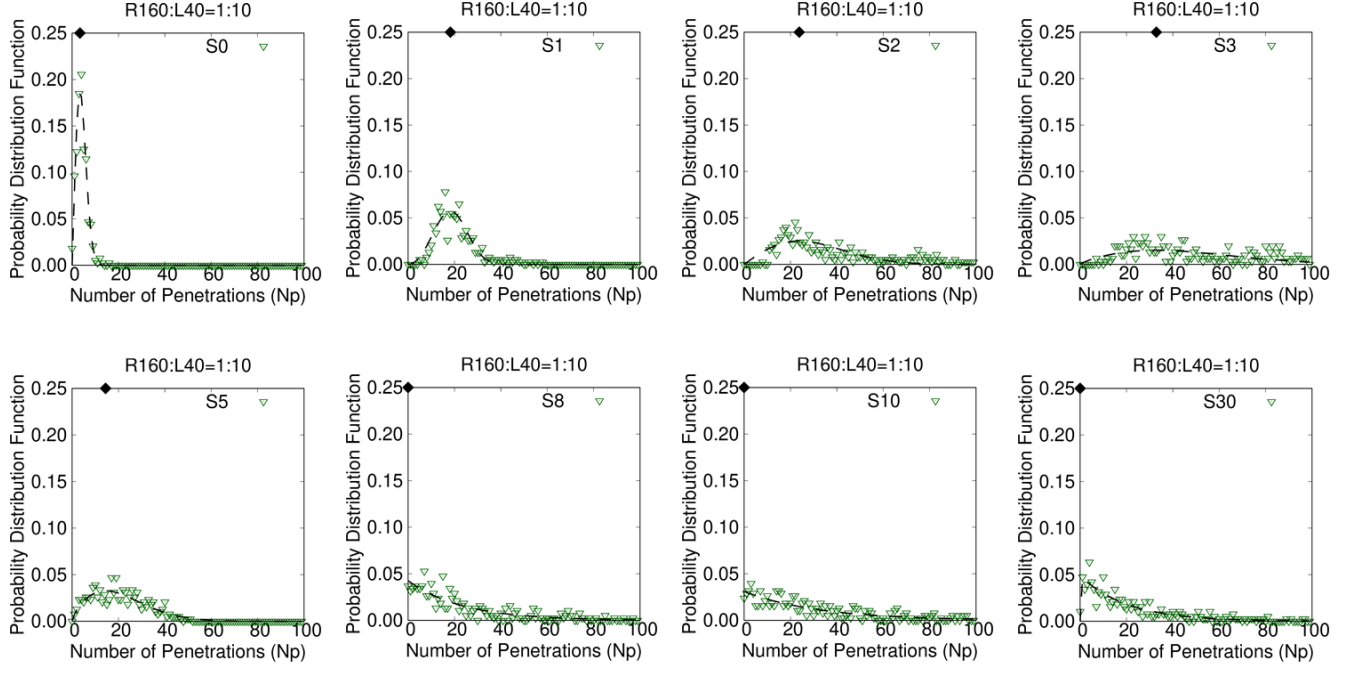 R160:L40=1:10
R160:L40=1:10
R160:L40=1:10
R160:L40=1:10
Probability Distribution Function
0.25
0.20
0.15
0.10
0.05
0.00
S0
0 20 40 60 80 100
Number of Penetrations (Np)
Probability Distribution Function
0.25
0.20
0.15
0.10
0.05
0.00
S1
0 20 40 60 80 100
Number of Penetrations (Np)
Probability Distribution Function
0.25
0.20
0.15
0.10
0.05
0.00
S2
0 20 40 60 80 100
Number of Penetrations (Np)
Probability Distribution Function
0.25
0.20
0.15
0.10
0.05
0.00
S3
0 20 40 60 80 100
Number of Penetrations (Np)
R160:L40=1:10
R160:L40=1:10
R160:L40=1:10
R160:L40=1:10
Probability Distribution Function
0.25
0.20
0.15
0.10
0.05
0.00
S5
0 20 40 60 80 100
Number of Penetrations (Np)
Probability Distribution Function
0.25
0.20
0.15
0.10
0.05
0.00
S8
0 20 40 60 80 100
Number of Penetrations (Np)
Probability Distribution Function
0.25
0.20
0.15
0.10
0.05
0.00
S10
0 20 40 60 80 100
Number of Penetrations (Np)
Probability Distribution Function
0.25
0.20
0.15
0.10
0.05
0.00
S30
0 20 40 60 80 100
Number of Penetrations (Np)